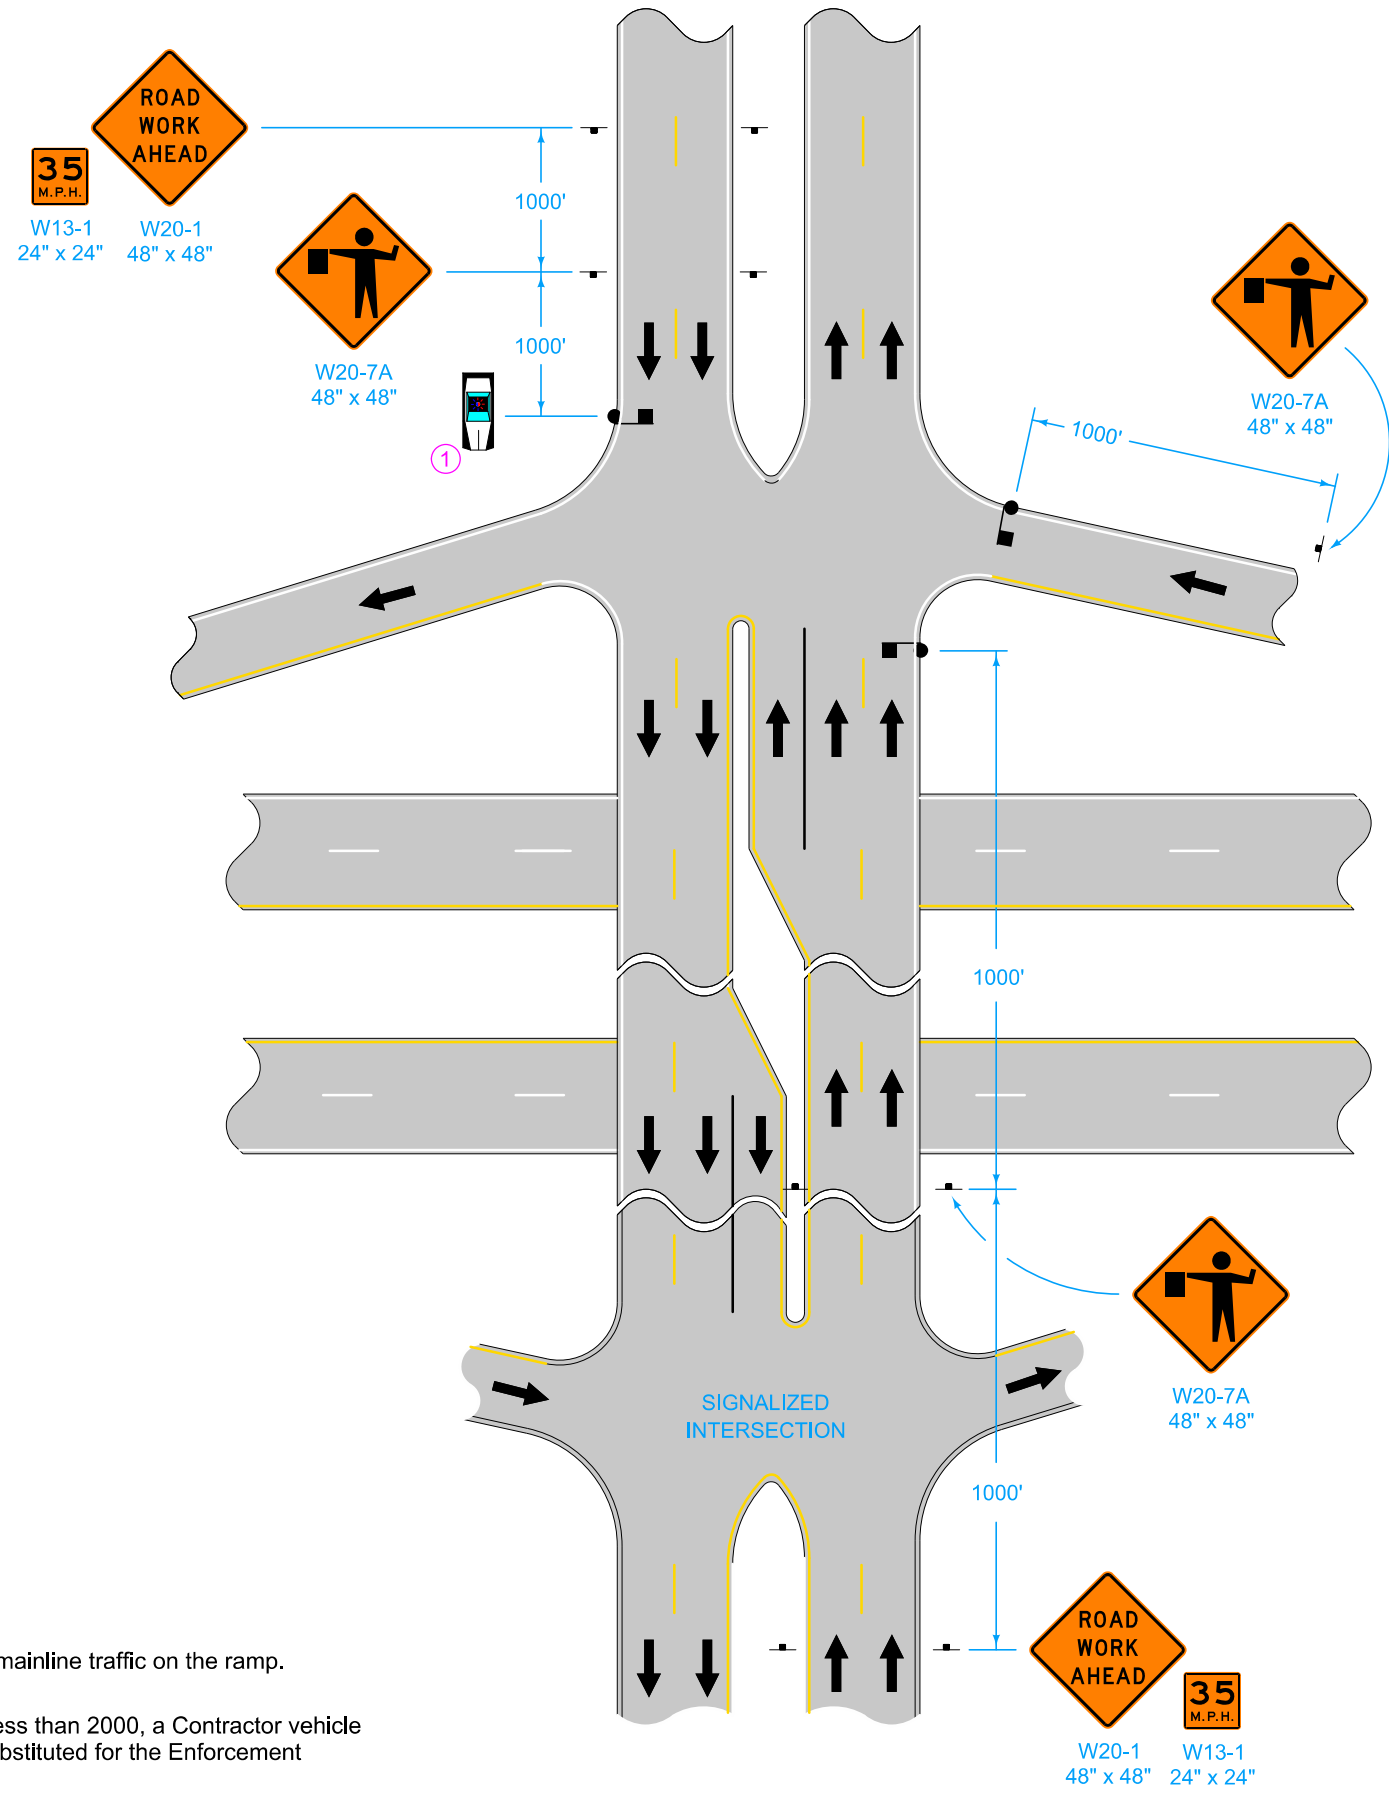 ROAD
WORK
AHEAD
35
M.P.H.
W13-1
24" x 24"
W20-1
48" x 48"
1000'
W20-7A
48" x 48"
1000'
1
W20-7A
48" x 48"
1000'
1000'
W20-7A
48" x 48"
SIGNALIZED
INTERSECTION
1000'
ROAD
WORK
AHEAD
35
M.P.H.
W20-1
48" x 48"
W13-1
24" x 24"
mainline traffic on the ramp.
ess than 2000, a Contractor vehicle
bstituted for the Enforcement